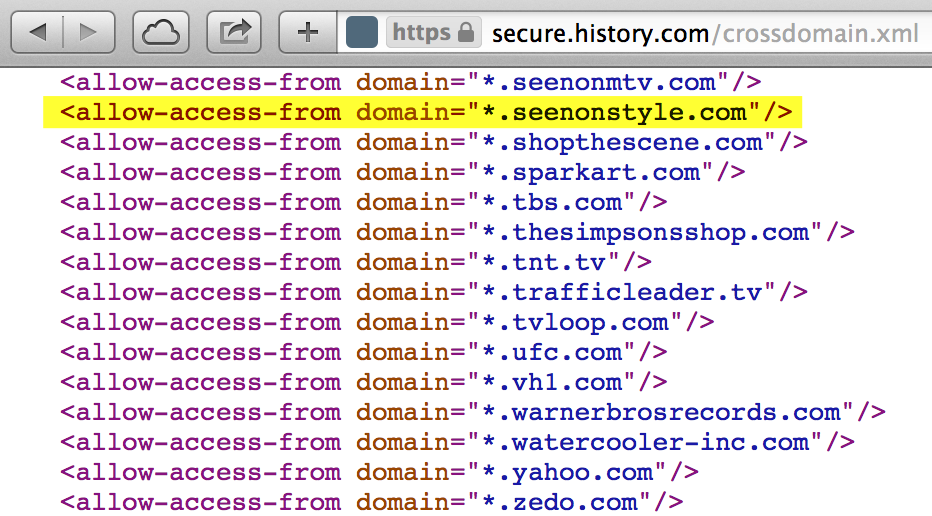 https secure.history.com/crossdomain.xml
<allow-access-from domain="*.seenonmtv.com"/>
<allow-access-from domain="*.seenonstyle.com"/>
<allow-access-from domain="*.shopthescene.com"/>
<allow-access-from domain="*.sparkart.com"/>
<allow-access-from domain="*.tbs.com"/>
<allow-access-from domain="*.thesimpsonsshop.com"/>
<allow-access-from domain="*.tnt.tv"/>
<allow-access-from domain="*.trafficleader.tv"/>
<allow-access-from domain="*.tvloop.com"/>
<allow-access-from domain="*.ufc.com"/>
<allow-access-from domain="*.vh1.com"/>
<allow-access-from domain="*.warnerbrosrecords.com"/>
<allow-access-from domain="*.watercooler-inc.com"/>
<allow-access-from domain="*.yahoo.com"/>
<allow-access-from domain="*.zedo.com"/>